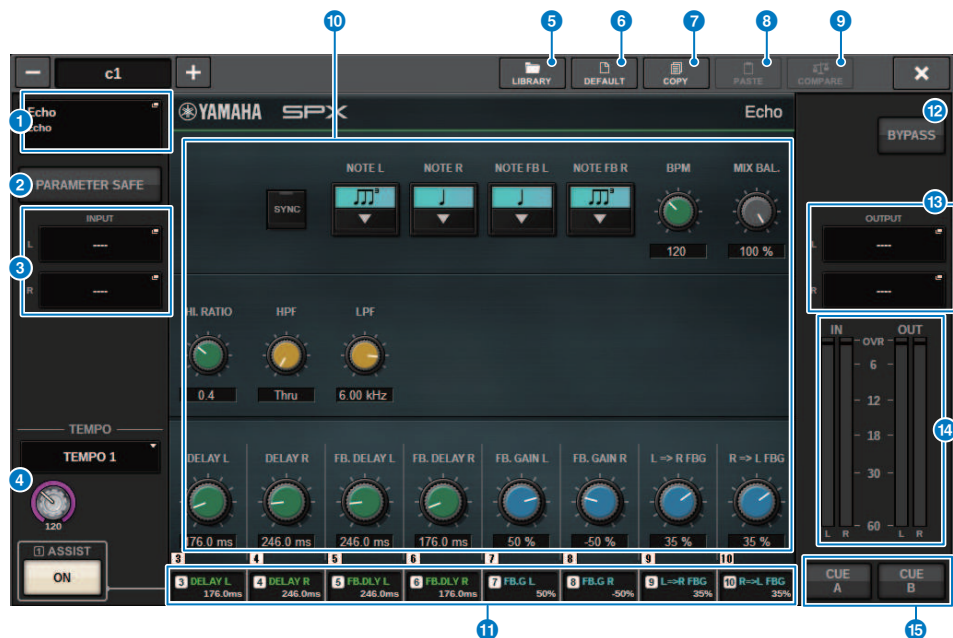 10 5 6 7 8 9
c1
LIBRARY DEFAULT COPY PASTE COMPARE
1 Echo
Echo
YAMAHA SPX Echo
12
BYPASS
2 PARAMETER SAFE
NOTE L NOTE R NOTE FB L NOTE FB R BPM MIX BAL.
SYNC
3
120 100 %
3 INPUT
L ----
R ----
13 OUTPUT
L ----
R ----
HL RATIO HPF LPF
0.4 Thru 6.00 kHz
IN OUT
OVR
6
12
18
30
60
L R L R
14
4 TEMPO
TEMPO 1
120
DELAY L DELAY R FB. DELAY L FB. DELAY R FB. GAIN L FB. GAIN R L => R FBG R => L FBG
176.0 ms 246.0 ms 246.0 ms 176.0 ms 50 % -50 % 35 % 35 %
3 4 5 6 7 8 9 10
1 ASSIST
ON
3 DELAY L 4 DELAY R 5 FB.DLY L 6 FB.DLY R 7 FB.G L 8 FB.G R 9 L=>R FBG 10 R=>L FBG
176.0ms 246.0ms 246.0ms 176.0ms 50% -50% 35% 35%
CUE A CUE B
11 15